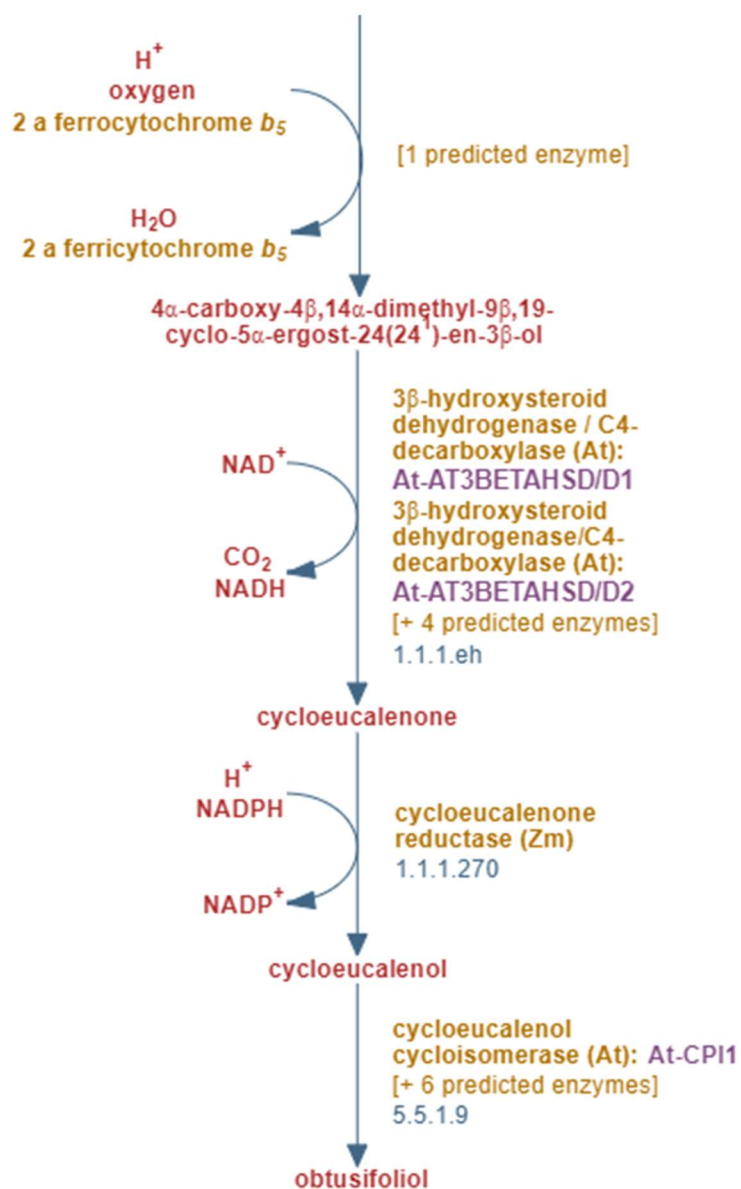 H⁺
oxygen
2 a ferrocytochrome b₅
[1 predicted enzyme]
H₂O
2 a ferricytochrome b₅
4α-carboxy-4β,14α-dimethyl-9β,19-
cyclo-5α-ergost-24(24¹)-en-3β-ol
3β-hydroxysteroid
dehydrogenase / C4-
decarboxylase (At):
At-AT3BETAHSD/D1
3β-hydroxysteroid
dehydrogenase/C4-
decarboxylase (At):
At-AT3BETAHSD/D2
[+ 4 predicted enzymes]
1.1.1.eh
NAD⁺
CO₂
NADH
cycloeucalenone
H⁺
NADPH
NADP⁺
cycloeucalenone
reductase (Zm)
1.1.1.270
cycloeucalenol
cycloeucalenol
cycloisomerase (At): At-CPI1
[+ 6 predicted enzymes]
5.5.1.9
obtusifoliol